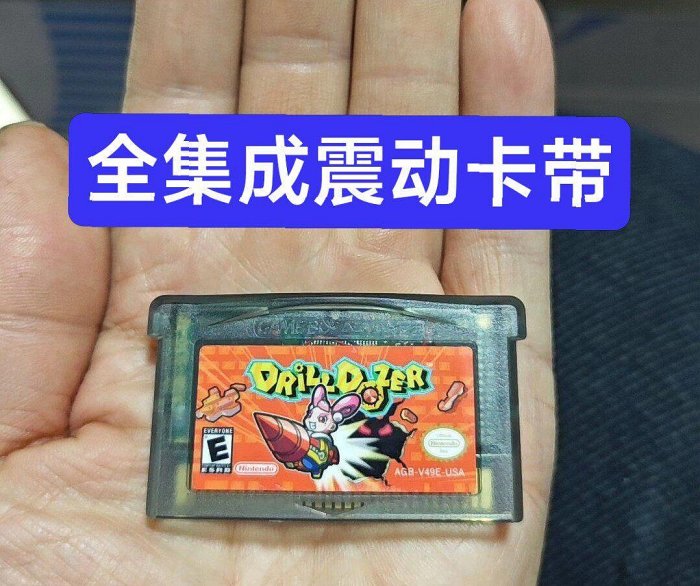 全集成震动卡带
GAME BOY ADVANCE
DRILL DOZER
EVERYONE
E
ESRB
Nintendo
Nintendo
AGB-V49E-USA